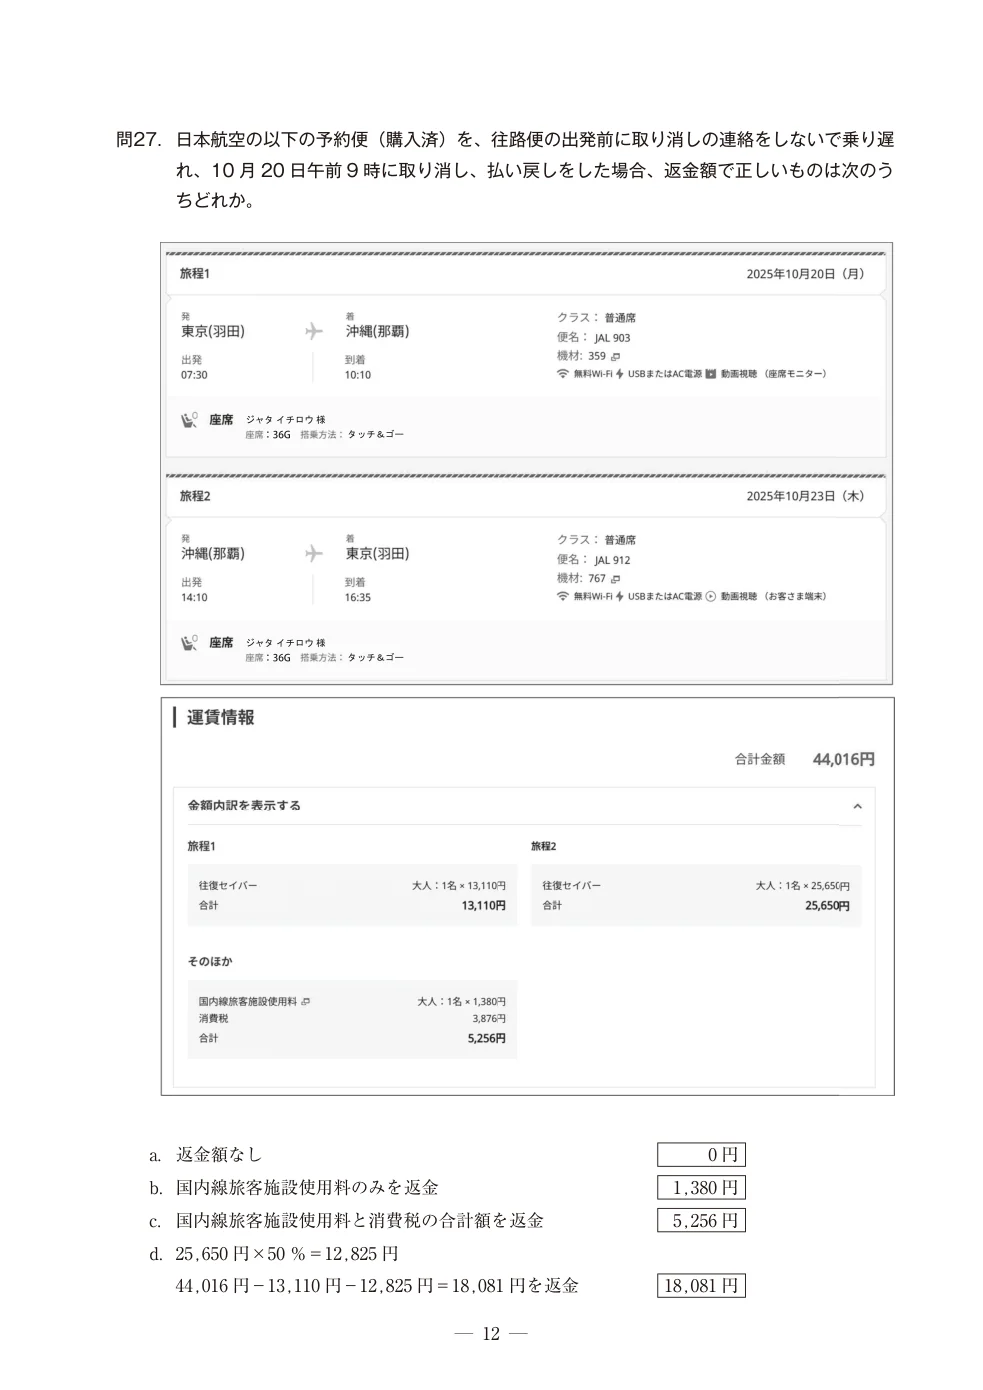 問27. 日本航空の以下の予約便（購入済）を、往路便の出発前に取り消しの連絡をしないで乗り遅
れ、10月20日午前9時に取り消し、払い戻しをした場合、返金額で正しいものは次のう
ちどれか。
旅程1 2025年10月20日（月）
発 着 クラス： 普通席
東京(羽田) 沖縄(那覇) 便名： JAL 903
出発 到着 機材: 359
07:30 10:10 無料Wi-Fi USBまたはAC電源 動画視聴 （座席モニター）
座席 ジャタ イチロウ 様
座席：36G 搭乗方法： タッチ＆ゴー
旅程2 2025年10月23日（木）
発 着 クラス： 普通席
沖縄(那覇) 東京(羽田) 便名： JAL 912
出発 到着 機材: 767
14:10 16:35 無料Wi-Fi USBまたはAC電源 動画視聴 （お客さま端末）
座席 ジャタ イチロウ 様
座席：36G 搭乗方法： タッチ＆ゴー
運賃情報
合計金額 44,016円
金額内訳を表示する
旅程1 旅程2
往復セイバー 大人：1名 × 13,110円 往復セイバー 大人：1名 × 25,650円
合計 13,110円 合計 25,650円
そのほか
国内線旅客施設使用料 大人：1名 × 1,380円
消費税 3,876円
合計 5,256円
a. 返金額なし 0円
b. 国内線旅客施設使用料のみを返金 1,380円
c. 国内線旅客施設使用料と消費税の合計額を返金 5,256円
d. 25,650円×50％＝12,825円
44,016円－13,110円－12,825円＝18,081円を返金 18,081円
― 12 ―